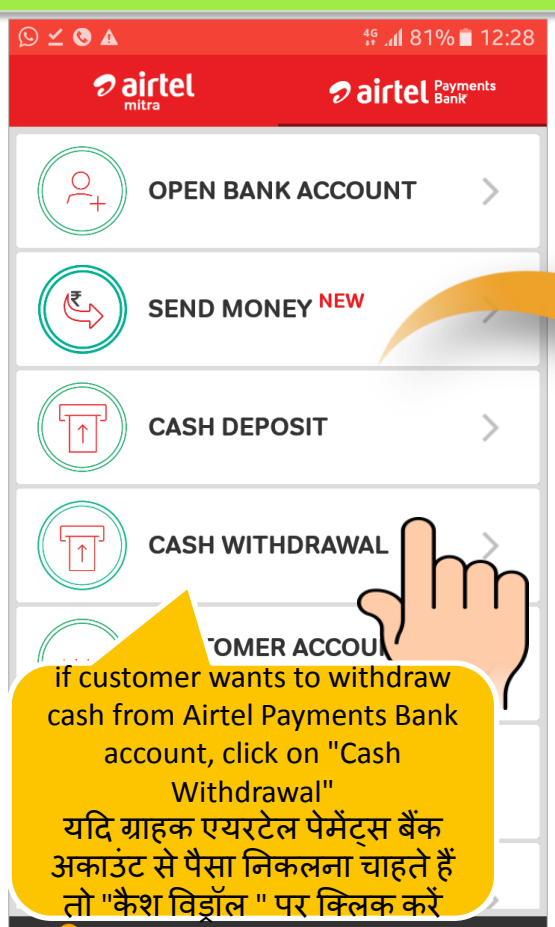 4G 81% 12:28
airtel
mitra
airtel Payments Bank
OPEN BANK ACCOUNT
SEND MONEY NEW
CASH DEPOSIT
CASH WITHDRAWAL
if customer wants to withdraw
cash from Airtel Payments Bank
account, click on "Cash
Withdrawal"
यदि ग्राहक एयरटेल पेमेंट्स बैंक
अकाउंट से पैसा निकलना चाहते हैं
तो "कैश विड्रॉल " पर क्लिक करें